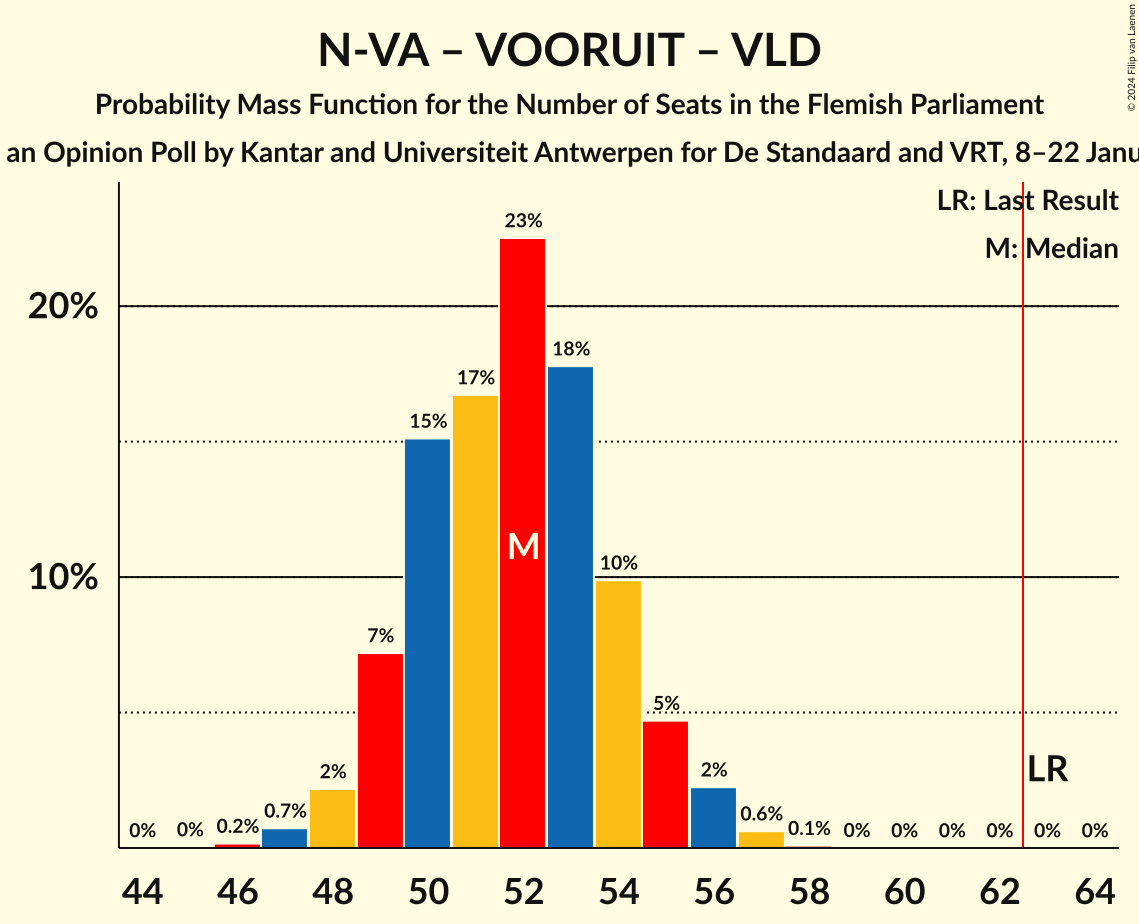 N-VA – VOORUIT – VLD
Probability Mass Function for the Number of Seats in the Flemish Parliament
an Opinion Poll by Kantar and Universiteit Antwerpen for De Standaard and VRT, 8–22 Janu
© 2024 Filip van Laenen
LR: Last Result
M: Median
20%
10%
0% 0% 0.2% 0.7% 2% 7% 15% 17% 23% 18% 10% 5% 2% 0.6% 0.1% 0% 0% 0% 0% 0% 0%
M
LR
44 46 48 50 52 54 56 58 60 62 64